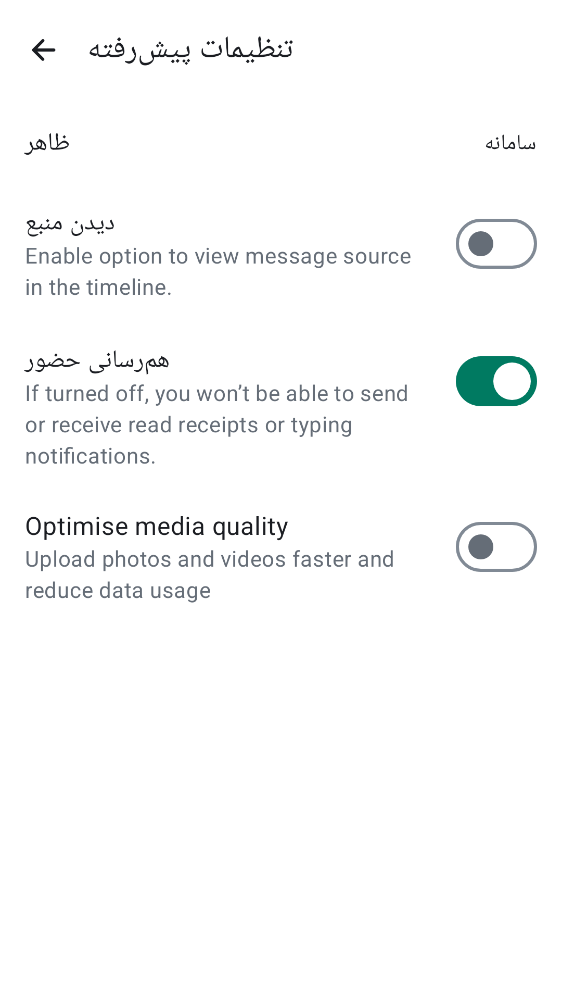 تنظیمات پیش‌رفته
ظاهر
سامانه
دیدن منبع
Enable option to view message source
in the timeline.
هم‌رسانی حضور
If turned off, you won’t be able to send
or receive read receipts or typing
notifications.
Optimise media quality
Upload photos and videos faster and
reduce data usage